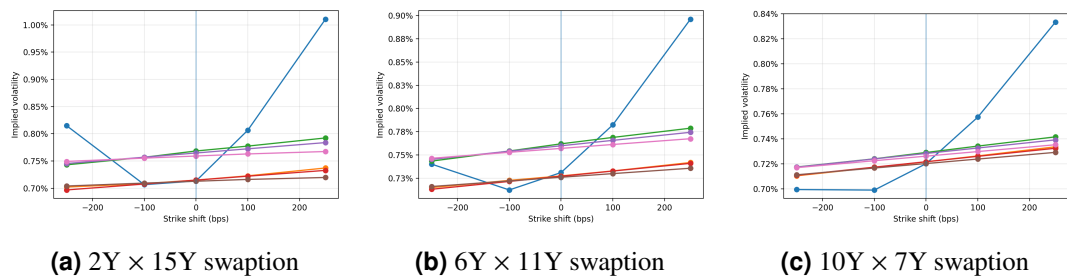 1.00%
0.95%
0.90%
0.85%
0.80%
0.75%
0.70%
Implied volatility
−200 −100 0 100 200
Strike shift (bps)
(a) 2Y × 15Y swaption
0.90%
0.88%
0.85%
0.83%
0.80%
0.78%
0.75%
0.73%
Implied volatility
−200 −100 0 100 200
Strike shift (bps)
(b) 6Y × 11Y swaption
0.84%
0.82%
0.80%
0.78%
0.76%
0.74%
0.72%
0.70%
Implied volatility
−200 −100 0 100 200
Strike shift (bps)
(c) 10Y × 7Y swaption